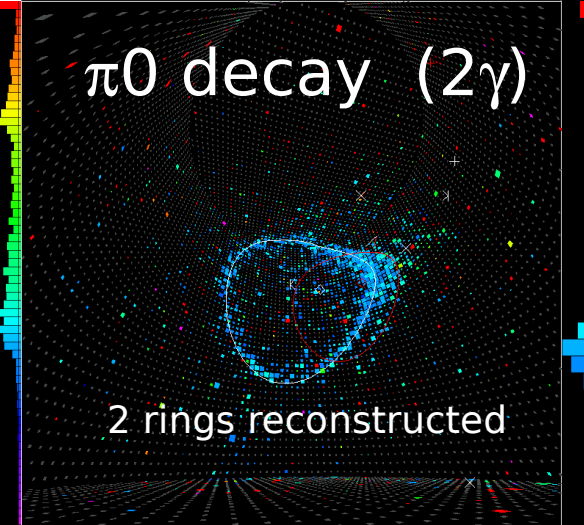 π0 decay (2γ)
2 rings reconstructed